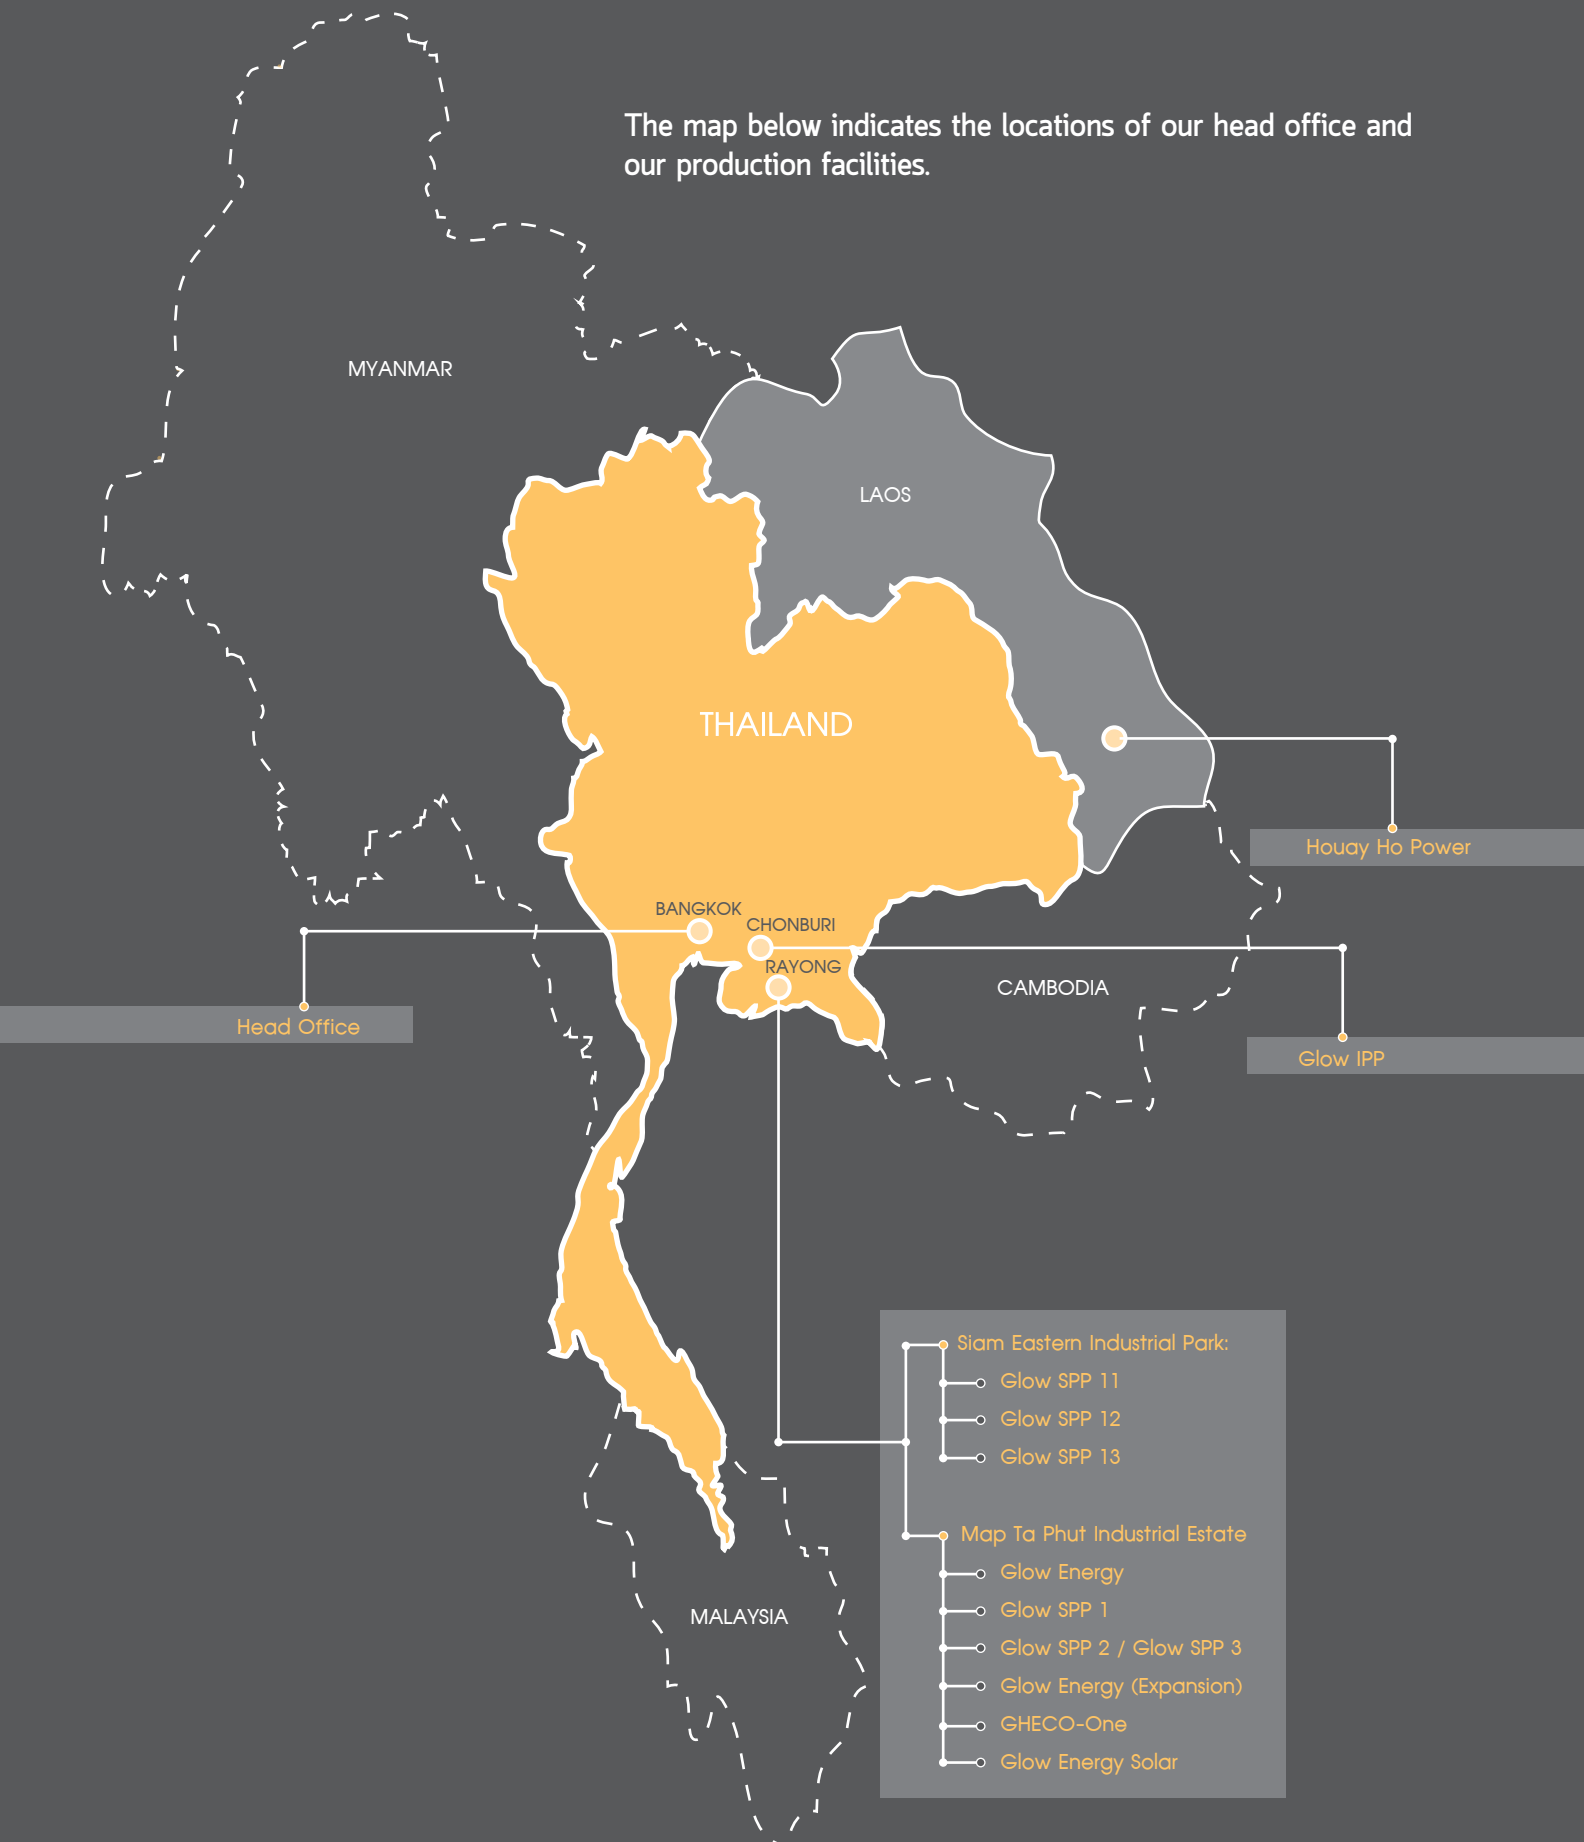 The map below indicates the locations of our head office and
our production facilities.
MYANMAR
LAOS
THAILAND
Houay Ho Power
BANGKOK
CHONBURI
RAYONG
CAMBODIA
Head Office
Glow IPP
Siam Eastern Industrial Park:
Glow SPP 11
Glow SPP 12
Glow SPP 13
Map Ta Phut Industrial Estate
Glow Energy
Glow SPP 1
Glow SPP 2 / Glow SPP 3
Glow Energy (Expansion)
GHECO-One
Glow Energy Solar
MALAYSIA